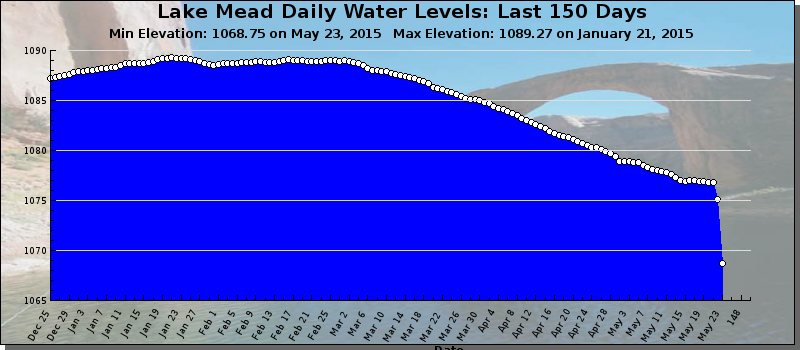 Lake Mead Daily Water Levels: Last 150 Days
Min Elevation: 1068.75 on May 23, 2015 Max Elevation: 1089.27 on January 21, 2015
1090
1085
1080
1075
1070
1065
Dec 25 Dec 29 Jan 3 Jan 7 Jan 11 Jan 15 Jan 19 Jan 23 Jan 27 Feb 1 Feb 5 Feb 9 Feb 13 Feb 17 Feb 21 Feb 25 Mar 2 Mar 6 Mar 10 Mar 14 Mar 18 Mar 22 Mar 26 Mar 30 Apr 4 Apr 8 Apr 12 Apr 16 Apr 20 Apr 24 Apr 28 May 3 May 7 May 11 May 15 May 19 May 23 148
Date